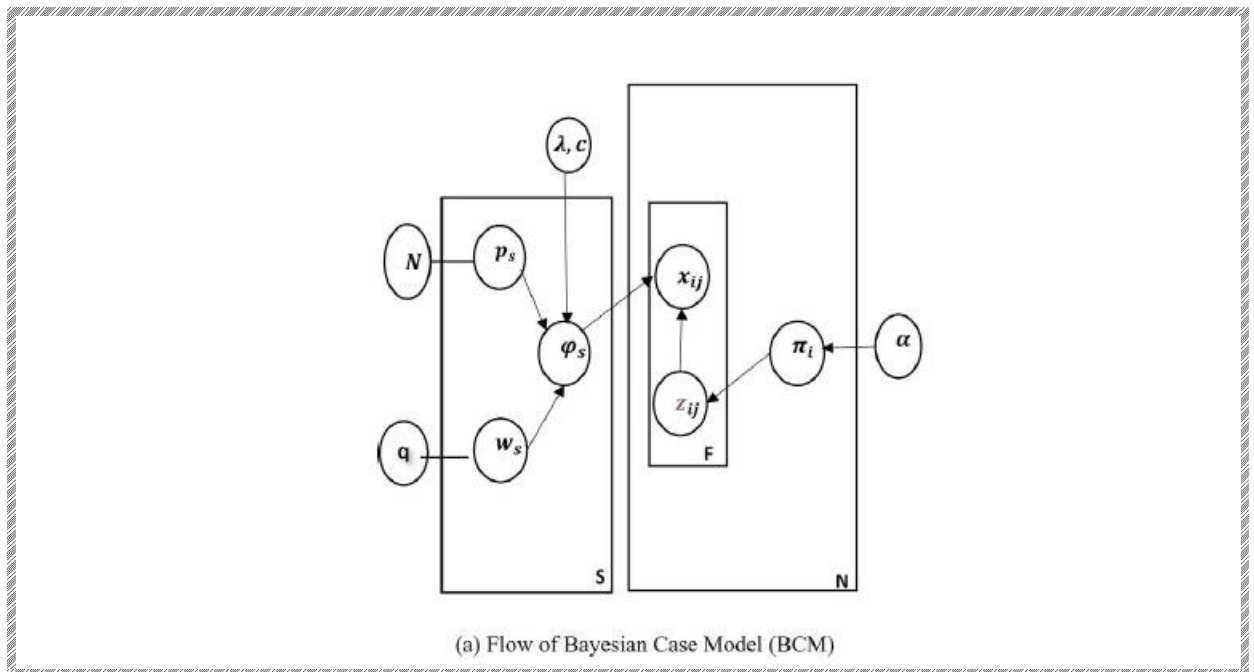 λ, c
N
p_s
x_ij
φ_s
π_i
α
z_ij
q
w_s
F
S
N
(a) Flow of Bayesian Case Model (BCM)